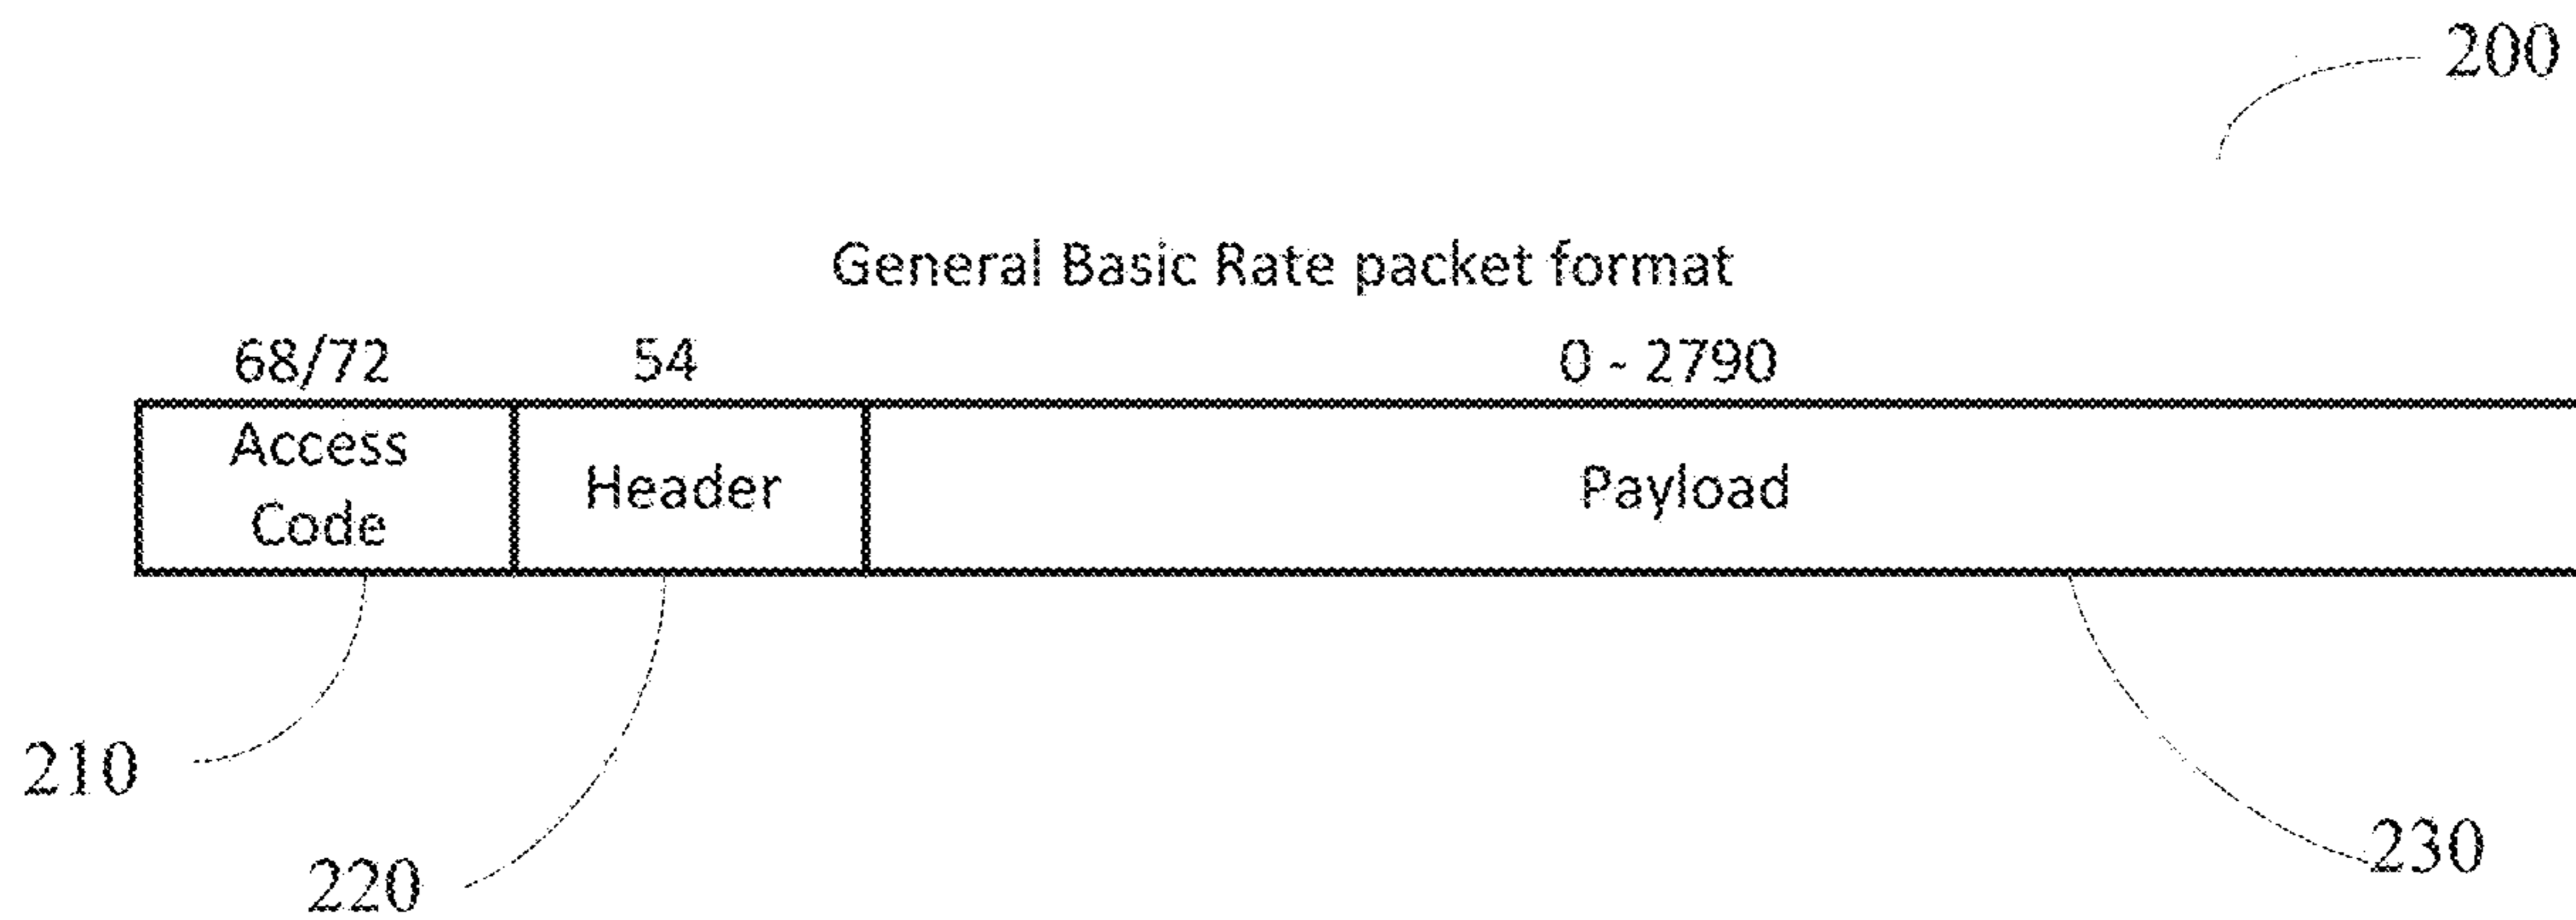 200
General Basic Rate packet format
68/72 54 0 - 2790
Access
Code
Header
Payload
210
220
230